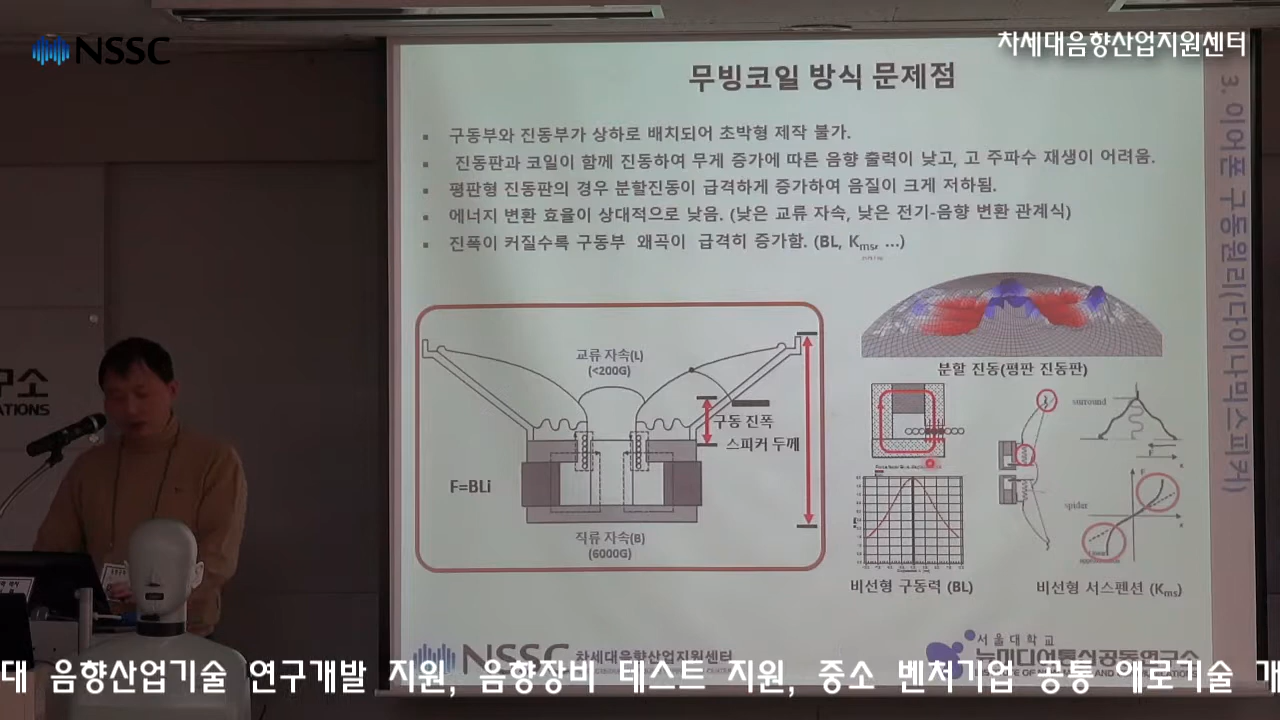 NSSC
차세대음향산업지원센터
무빙코일 방식 문제점
▪ 구동부와 진동부가 상하로 배치되어 초박형 제작 불가.
▪ 진동판과 코일이 함께 진동하여 무게 증가에 따른 음향 출력이 낮고, 고 주파수 재생이 어려움.
▪ 평판형 진동판의 경우 분할진동이 급격하게 증가하여 음질이 크게 저하됨.
▪ 에너지 변환 효율이 상대적으로 낮음. (낮은 교류 자속, 낮은 전기-음향 변환 관계식)
▪ 진폭이 커질수록 구동부 왜곡이 급격히 증가함. (BL, Kms, ...)
3. 이어폰 구동원리(다이나믹스피커)
교류 자속(L)
(<200G)
구동 진폭
스피커 두께
F=BLi
직류 자속(B)
(6000G)
분할 진동(평판 진동판)
surround
spider
비선형 구동력 (BL)
비선형 서스펜션 (Kms)
구소
ATIONS
NSSC 차세대음향산업지원센터
서울대학교
뉴미디어통신공동연구소
대 음향산업기술 연구개발 지원, 음향장비 테스트 지원, 중소 벤처기업 공통 애로기술 개